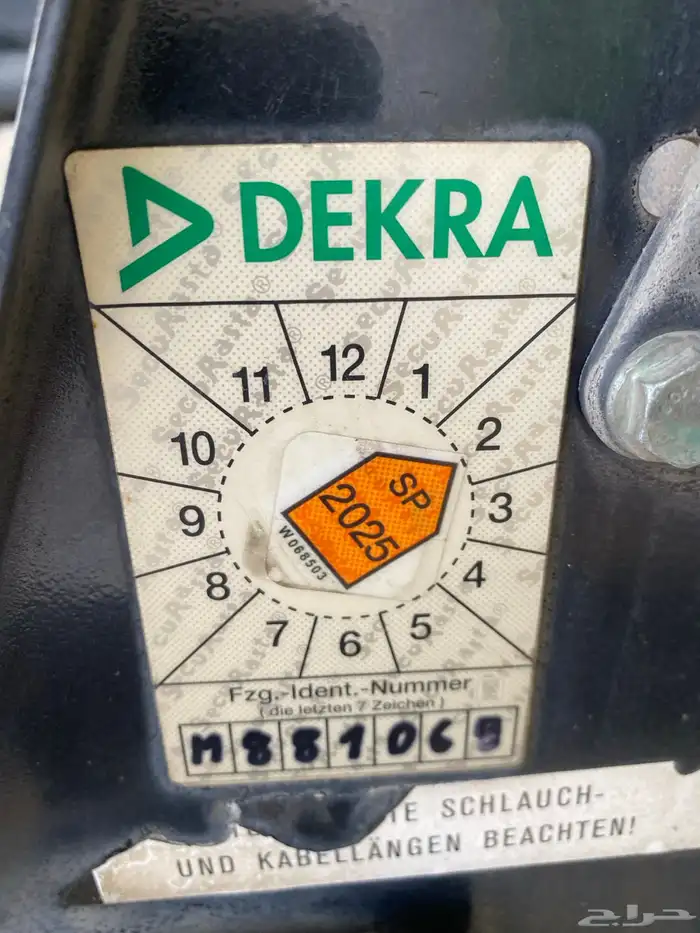 DEKRA
12
1
2
3
4
5
6
7
8
9
10
11
SP
2025
W068503
Fzg.-Ident.-Nummer
(die letzten 7 Zeichen)
M881069
SCHLAUCH-
UND KABELLÄNGEN BEACHTEN!
حراج